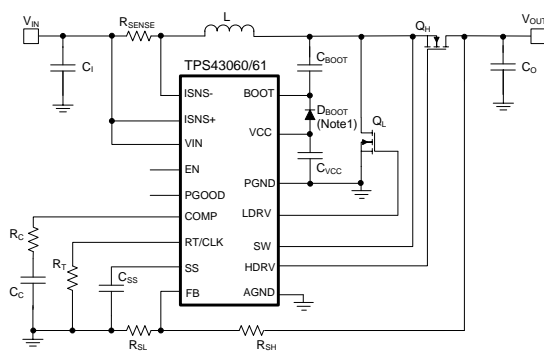 VIN
RSENSE
L
QH
VOUT
CI
CBOOT
CO
TPS43060/61
ISNS-
BOOT
DBOOT
(Note1)
QL
ISNS+
VCC
VIN
CVCC
EN
PGOOD
PGND
COMP
LDRV
RC
RT/CLK
SW
RT
CSS
SS
HDRV
CC
FB
AGND
RSL
RSH